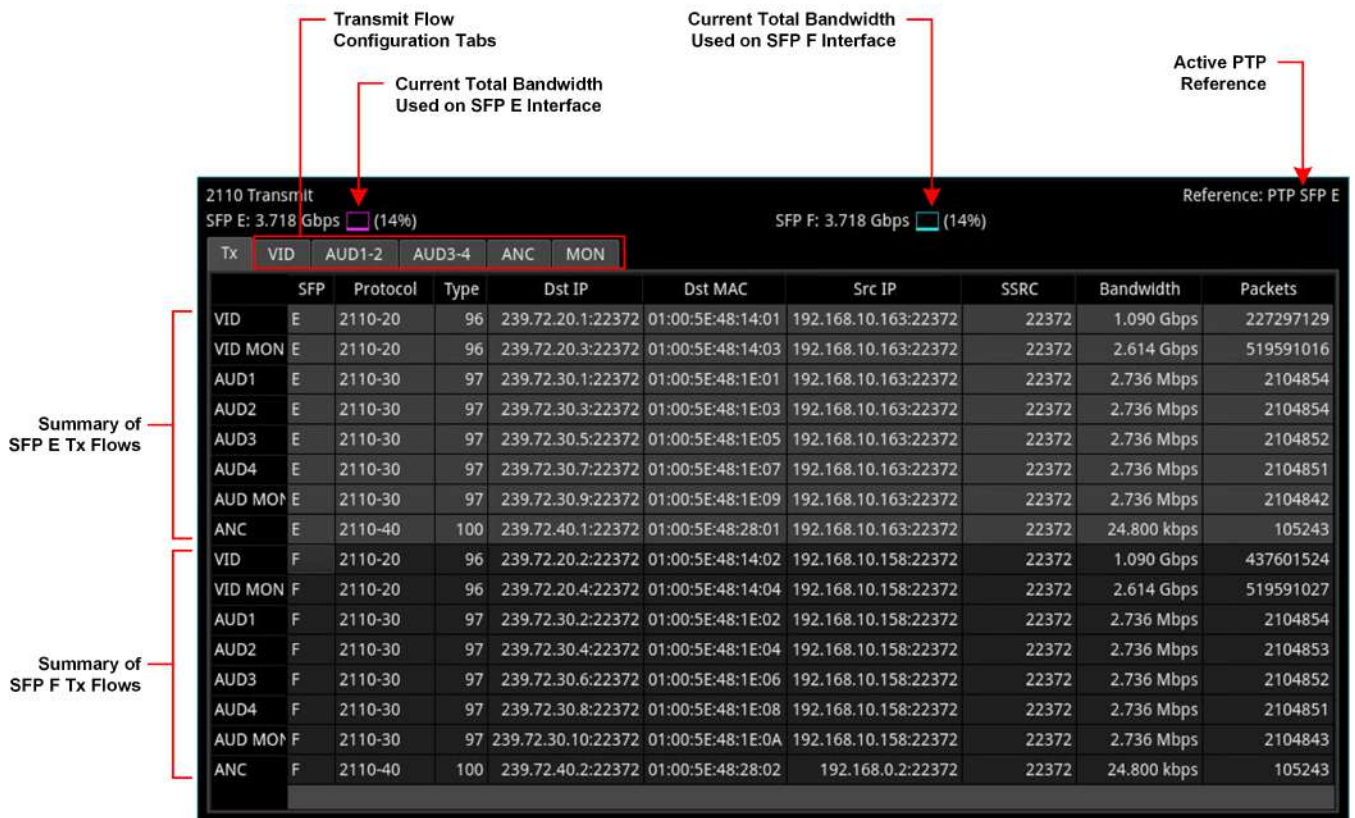 Transmit Flow
Configuration Tabs
Current Total Bandwidth
Used on SFP F Interface
Active PTP
Reference
Current Total Bandwidth
Used on SFP E Interface
2110 Transmit
Reference: PTP SFP E
SFP E: 3.718 Gbps (14%)
SFP F: 3.718 Gbps (14%)
Tx VID AUD1-2 AUD3-4 ANC MON
SFP Protocol Type Dst IP Dst MAC Src IP SSRC Bandwidth Packets
VID E 2110-20 96 239.72.20.1:22372 01:00:5E:48:14:01 192.168.10.163:22372 22372 1.090 Gbps 227297129
VID MON E 2110-20 96 239.72.20.3:22372 01:00:5E:48:14:03 192.168.10.163:22372 22372 2.614 Gbps 519591016
AUD1 E 2110-30 97 239.72.30.1:22372 01:00:5E:48:1E:01 192.168.10.163:22372 22372 2.736 Mbps 2104854
AUD2 E 2110-30 97 239.72.30.3:22372 01:00:5E:48:1E:03 192.168.10.163:22372 22372 2.736 Mbps 2104854
AUD3 E 2110-30 97 239.72.30.5:22372 01:00:5E:48:1E:05 192.168.10.163:22372 22372 2.736 Mbps 2104852
AUD4 E 2110-30 97 239.72.30.7:22372 01:00:5E:48:1E:07 192.168.10.163:22372 22372 2.736 Mbps 2104851
AUD MON E 2110-30 97 239.72.30.9:22372 01:00:5E:48:1E:09 192.168.10.163:22372 22372 2.736 Mbps 2104842
ANC E 2110-40 100 239.72.40.1:22372 01:00:5E:48:28:01 192.168.10.163:22372 22372 24.800 kbps 105243
Summary of
SFP E Tx Flows
VID F 2110-20 96 239.72.20.2:22372 01:00:5E:48:14:02 192.168.10.158:22372 22372 1.090 Gbps 437601524
VID MON F 2110-20 96 239.72.20.4:22372 01:00:5E:48:14:04 192.168.10.158:22372 22372 2.614 Gbps 519591027
AUD1 F 2110-30 97 239.72.30.2:22372 01:00:5E:48:1E:02 192.168.10.158:22372 22372 2.736 Mbps 2104854
AUD2 F 2110-30 97 239.72.30.4:22372 01:00:5E:48:1E:04 192.168.10.158:22372 22372 2.736 Mbps 2104853
AUD3 F 2110-30 97 239.72.30.6:22372 01:00:5E:48:1E:06 192.168.10.158:22372 22372 2.736 Mbps 2104852
AUD4 F 2110-30 97 239.72.30.8:22372 01:00:5E:48:1E:08 192.168.10.158:22372 22372 2.736 Mbps 2104851
AUD MON F 2110-30 97 239.72.30.10:22372 01:00:5E:48:1E:0A 192.168.10.158:22372 22372 2.736 Mbps 2104843
ANC F 2110-40 100 239.72.40.2:22372 01:00:5E:48:28:02 192.168.0.2:22372 22372 24.800 kbps 105243
Summary of
SFP F Tx Flows